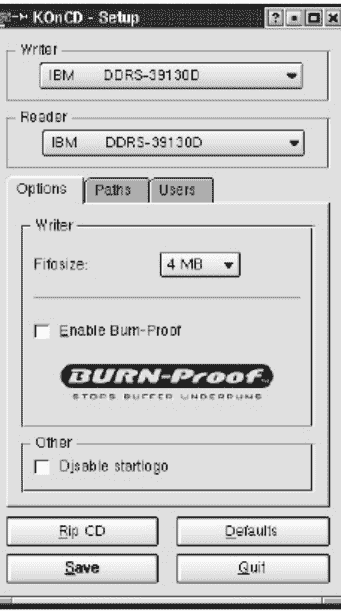 KOnCD - Setup
Writer
IBM DDRS-39130D
Reader
IBM DDRS-39130D
Options Paths Users
Writer
Fifosize: 4 MB
Enable Burn-Proof
BURN-Proof™
STOPS BUFFER UNDERRUNS
Other
Disable startlogo
Rip CD Defaults
Save Quit